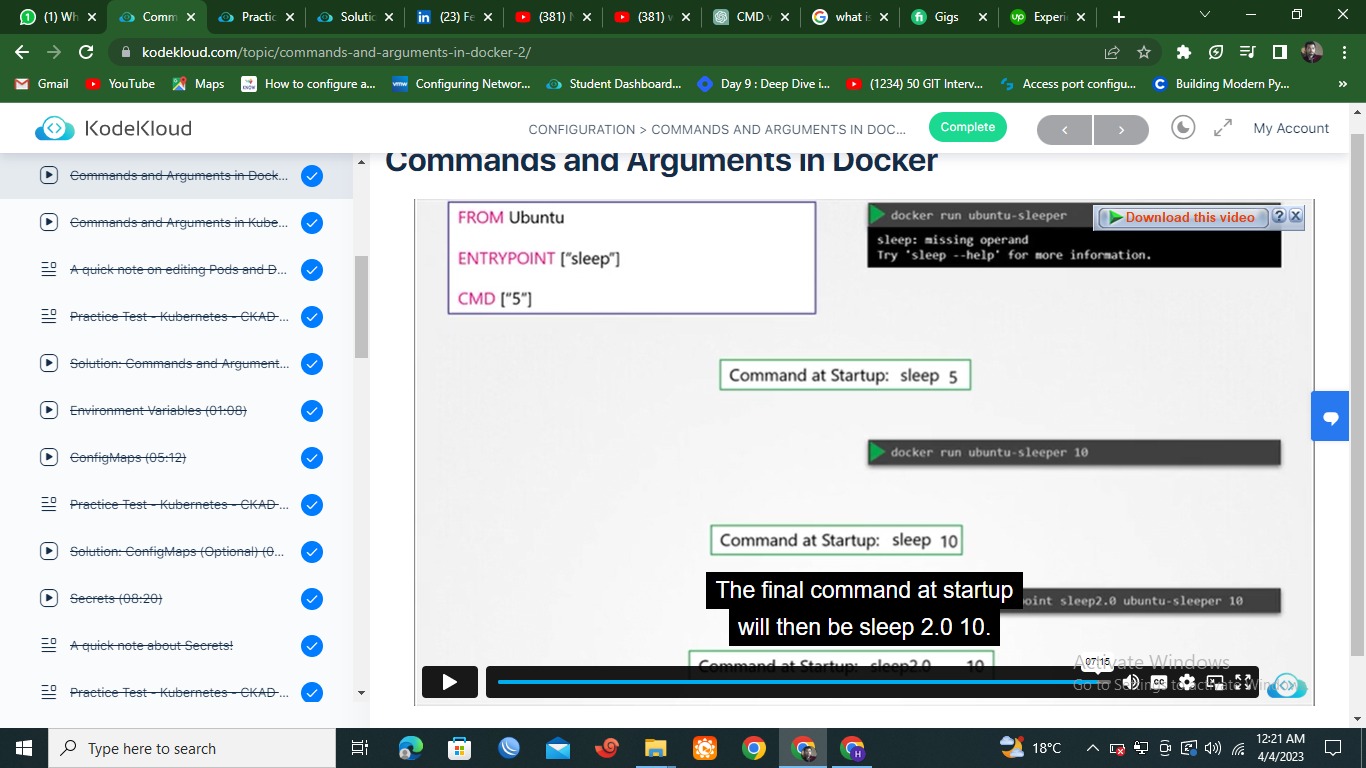 (1) Wh
Comm
Practic
Solutic
(23) Fe
(381) N
(381) v
CMD v
what is
Gigs
Experi
kodekloud.com/topic/commands-and-arguments-in-docker-2/
Gmail
YouTube
Maps
How to configure a...
Configuring Networ...
Student Dashboard...
Day 9 : Deep Dive i...
(1234) 50 GIT Interv...
Access port configu...
Building Modern Py...
»
KodeKloud
CONFIGURATION > COMMANDS AND ARGUMENTS IN DOC...
Complete
My Account
Commands and Arguments in Dock...
Commands and Arguments in Kube...
A quick note on editing Pods and D...
Practice Test - Kubernetes - CKAD ...
Solution: Commands and Argument...
Environment Variables (01:08)
ConfigMaps (05:12)
Practice Test - Kubernetes - CKAD ...
Solution: ConfigMaps (Optional) (0...
Secrets (08:20)
A quick note about Secrets!
Practice Test - Kubernetes - CKAD ...
Commands and Arguments in Docker
FROM Ubuntu
ENTRYPOINT ["sleep"]
CMD ["5"]
docker run ubuntu-sleeper
Download this video
? X
sleep: missing operand
Try 'sleep --help' for more information.
Command at Startup: sleep 5
docker run ubuntu-sleeper 10
Command at Startup: sleep 10
oint sleep2.0 ubuntu-sleeper 10
The final command at startup
will then be sleep 2.0 10.
Command at Startup: sleep2.0 10
07:15
CC
Activate Windows
Go to Settings to activate Windows.
Type here to search
18°C
12:21 AM
4/4/2023